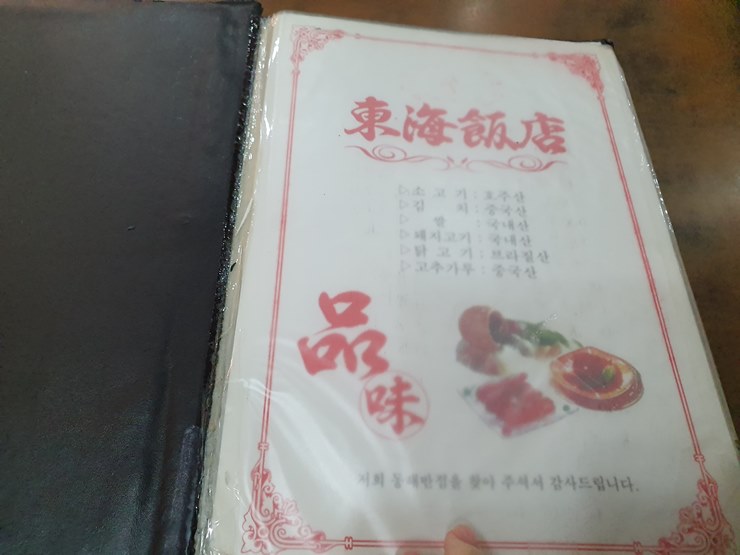 東海飯店
▷소 고 기 : 호주산
▷김 치 : 중국산
▷ 쌀 : 국내산
▷돼지고기 : 국내산
▷닭 고 기 : 브라질산
▷고추가루 : 중국산
品
味
저희 동해반점을 찾아 주셔서 감사드립니다.